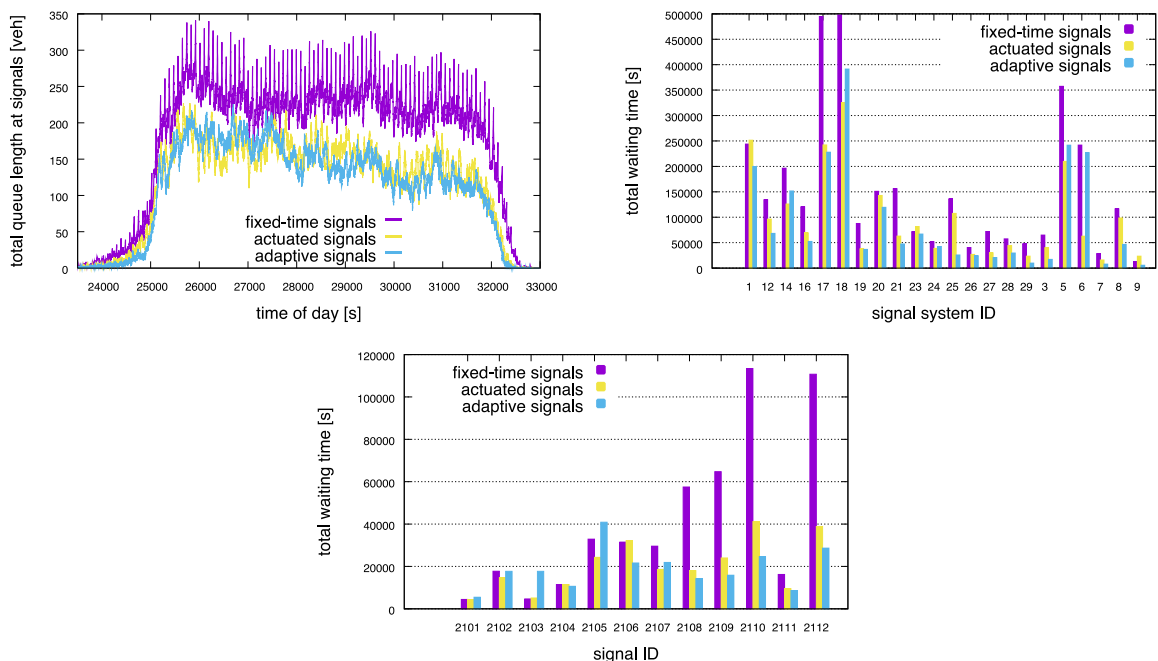 total queue length at signals [veh]
350
300
250
200
150
100
50
0
fixed-time signals
actuated signals
adaptive signals
24000 25000 26000 27000 28000 29000 30000 31000 32000 33000
time of day [s]
total waiting time [s]
500000
450000
400000
350000
300000
250000
200000
150000
100000
50000
0
fixed-time signals
actuated signals
adaptive signals
1 12 14 16 17 18 19 20 21 23 24 25 26 27 28 29 3 5 6 7 8 9
signal system ID
total waiting time [s]
120000
100000
80000
60000
40000
20000
0
fixed-time signals
actuated signals
adaptive signals
2101 2102 2103 2104 2105 2106 2107 2108 2109 2110 2111 2112
signal ID